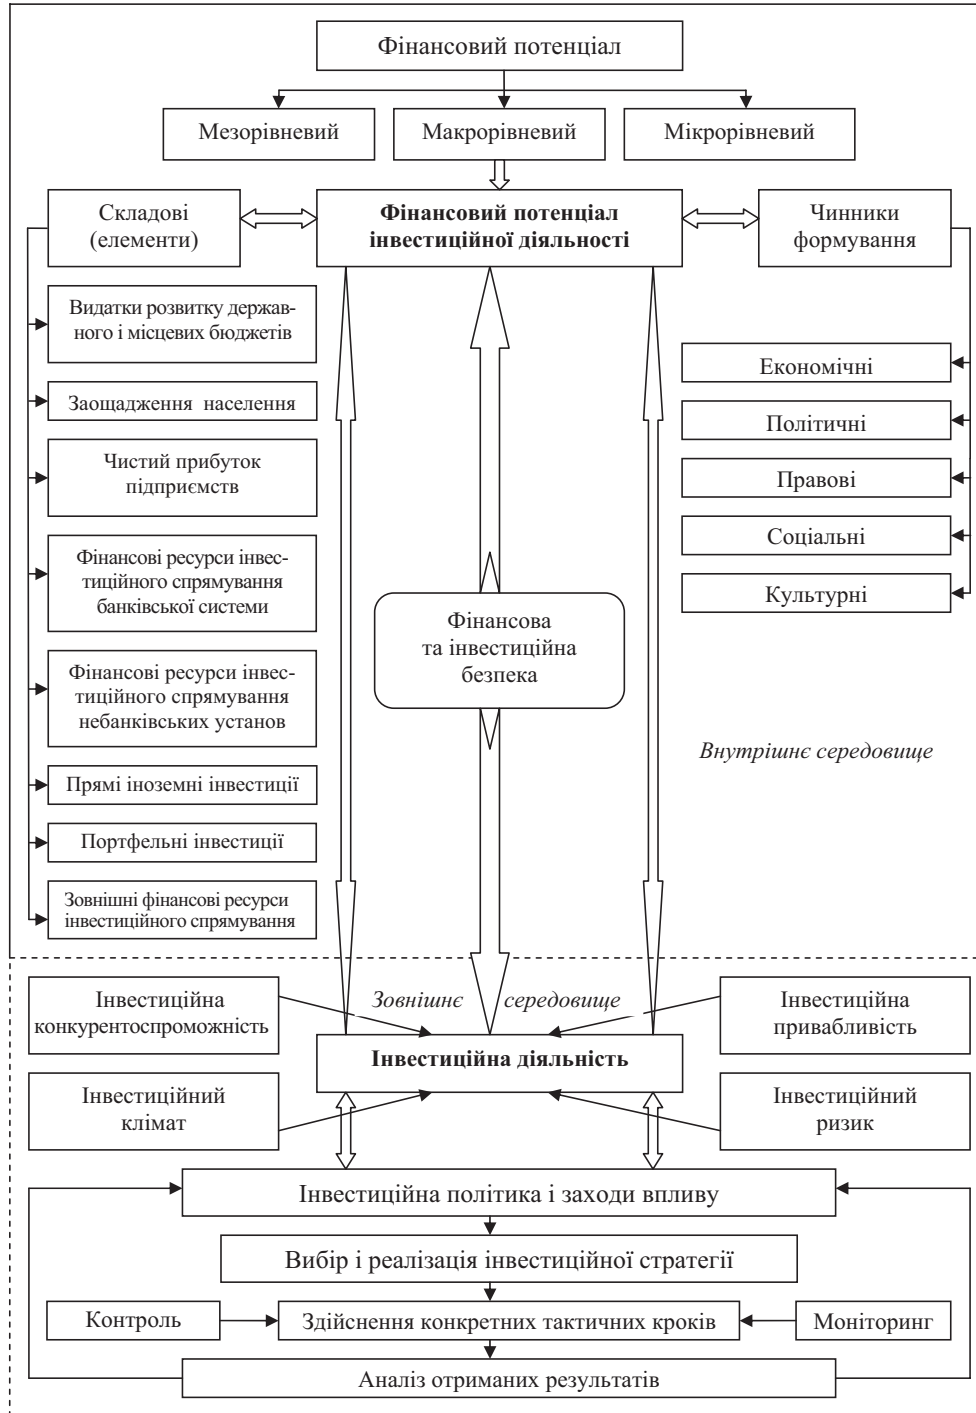 Фінансовий потенціал
Мезорівневий
Макрорівневий
Мікрорівневий
Складові
(елементи)
Фінансовий потенціал
інвестиційної діяльності
Чинники
формування
Видатки розвитку держав-
ного і місцевих бюджетів
Заощадження населення
Чистий прибуток
підприємств
Фінансові ресурси інвес-
тиційного спрямування
банківської системи
Фінансові ресурси інвес-
тиційного спрямування
небанківських установ
Прямі іноземні інвестиції
Портфельні інвестиції
Зовнішні фінансові ресурси
інвестиційного спрямування
Фінансова
та інвестиційна
безпека
Економічні
Політичні
Правові
Соціальні
Культурні
Внутрішнє середовище
Зовнішнє середовище
Інвестиційна
конкурентоспроможність
Інвестиційна
привабливість
Інвестиційна діяльність
Інвестиційний
клімат
Інвестиційний
ризик
Інвестиційна політика і заходи впливу
Вибір і реалізація інвестиційної стратегії
Контроль
Здійснення конкретних тактичних кроків
Моніторинг
Аналіз отриманих результатів